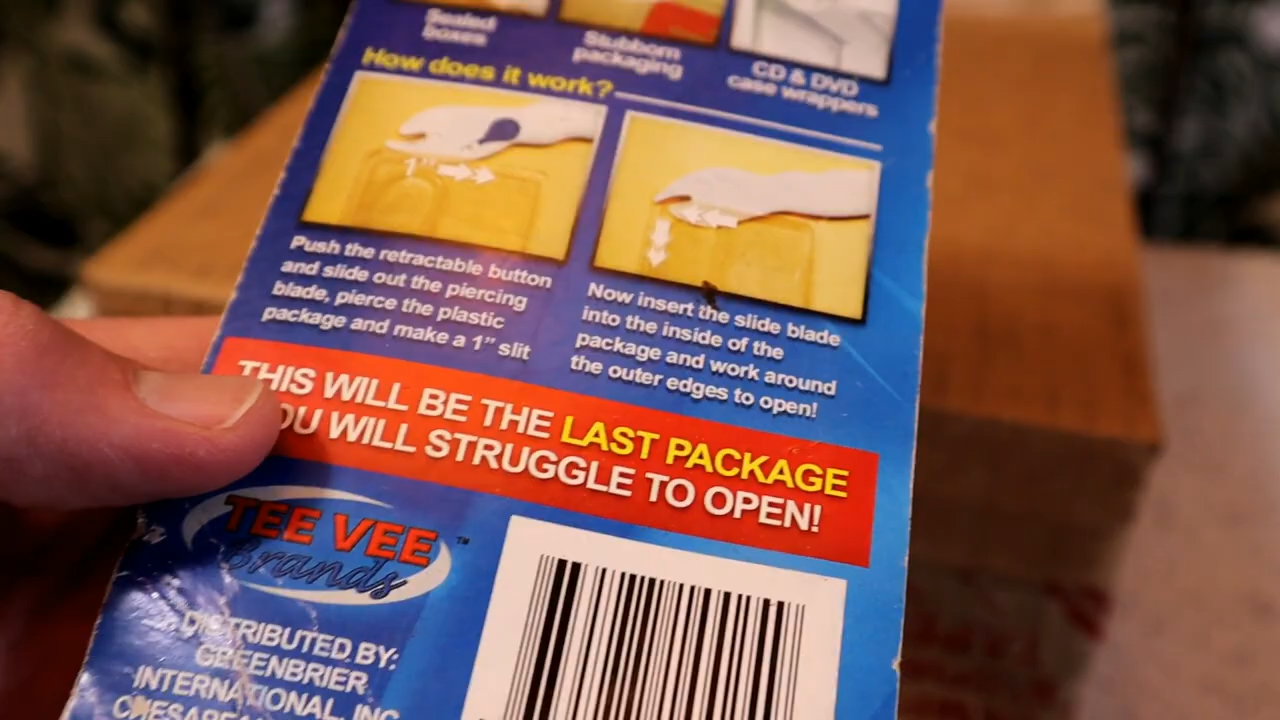 Sealed
boxes
Stubborn
packaging
CD & DVD
case wrappers
How does it work?
1"
Push the retractable button
and slide out the piercing
blade, pierce the plastic
package and make a 1” slit
Now insert the slide blade
into the inside of the
package and work around
the outer edges to open!
THIS WILL BE THE LAST PACKAGE
YOU WILL STRUGGLE TO OPEN!
TEE VEE ™
Brands
DISTRIBUTED BY:
GREENBRIER
INTERNATIONAL, INC.